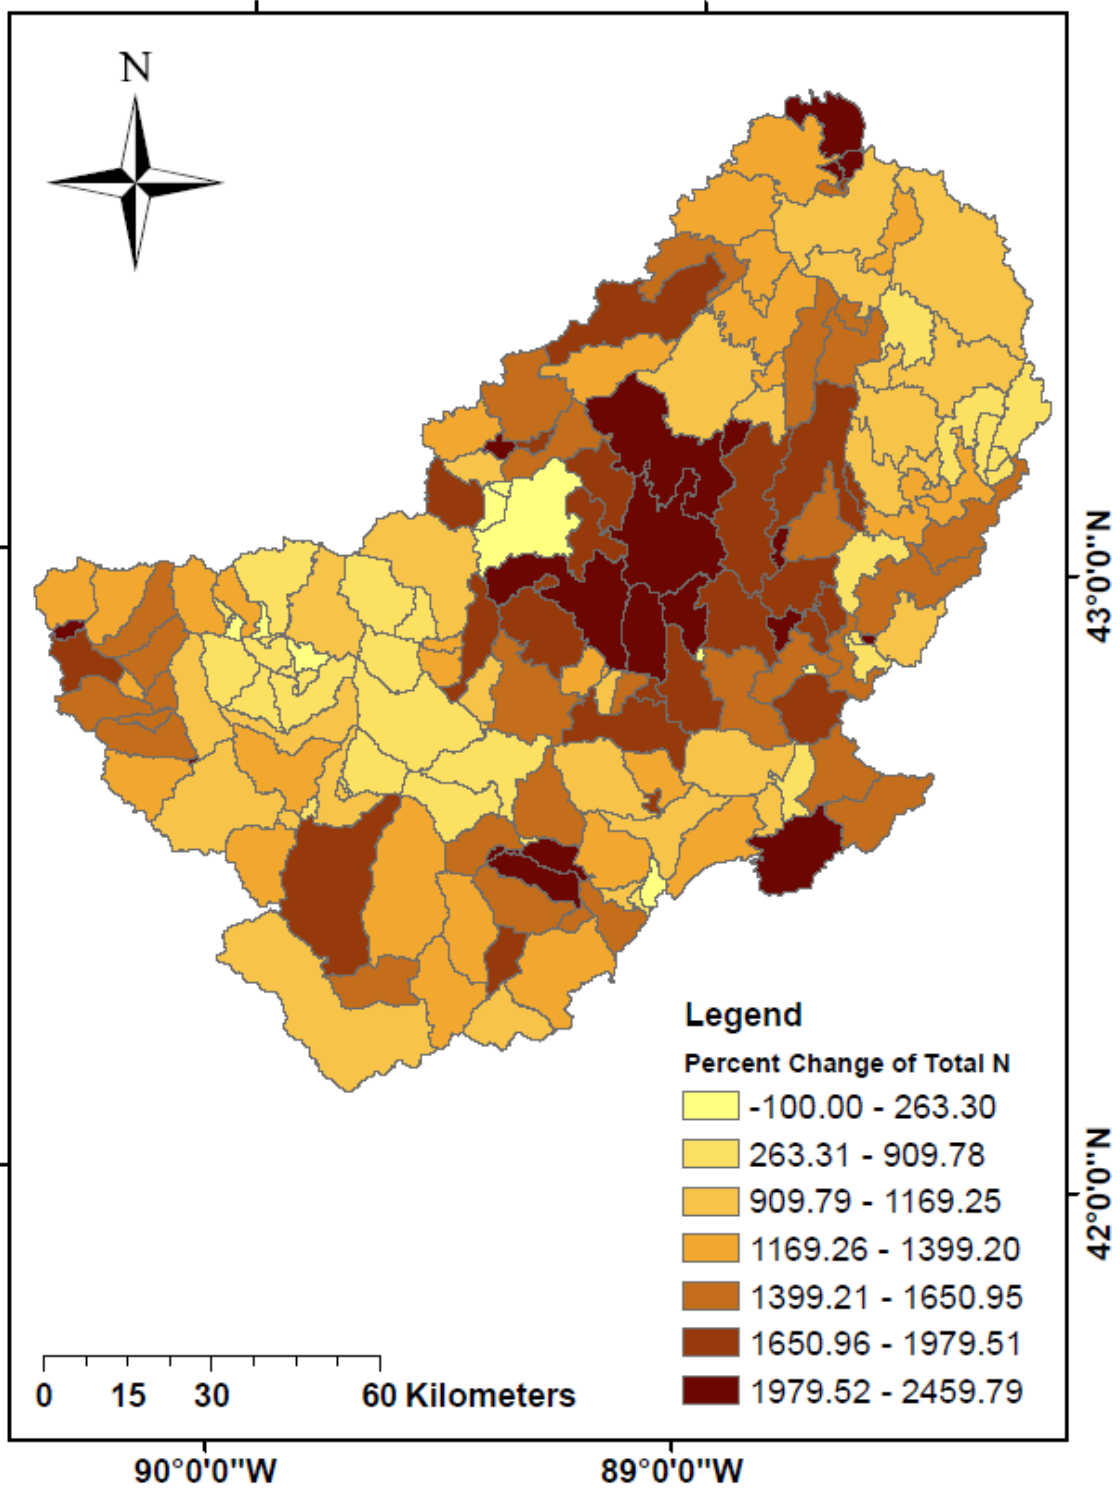 N
43°0'0"N
Legend
Percent Change of Total N
-100.00 - 263.30
263.31 - 909.78
909.79 - 1169.25
1169.26 - 1399.20
1399.21 - 1650.95
1650.96 - 1979.51
1979.52 - 2459.79
42°0'0"N
0 15 30 60 Kilometers
90°0'0"W 89°0'0"W